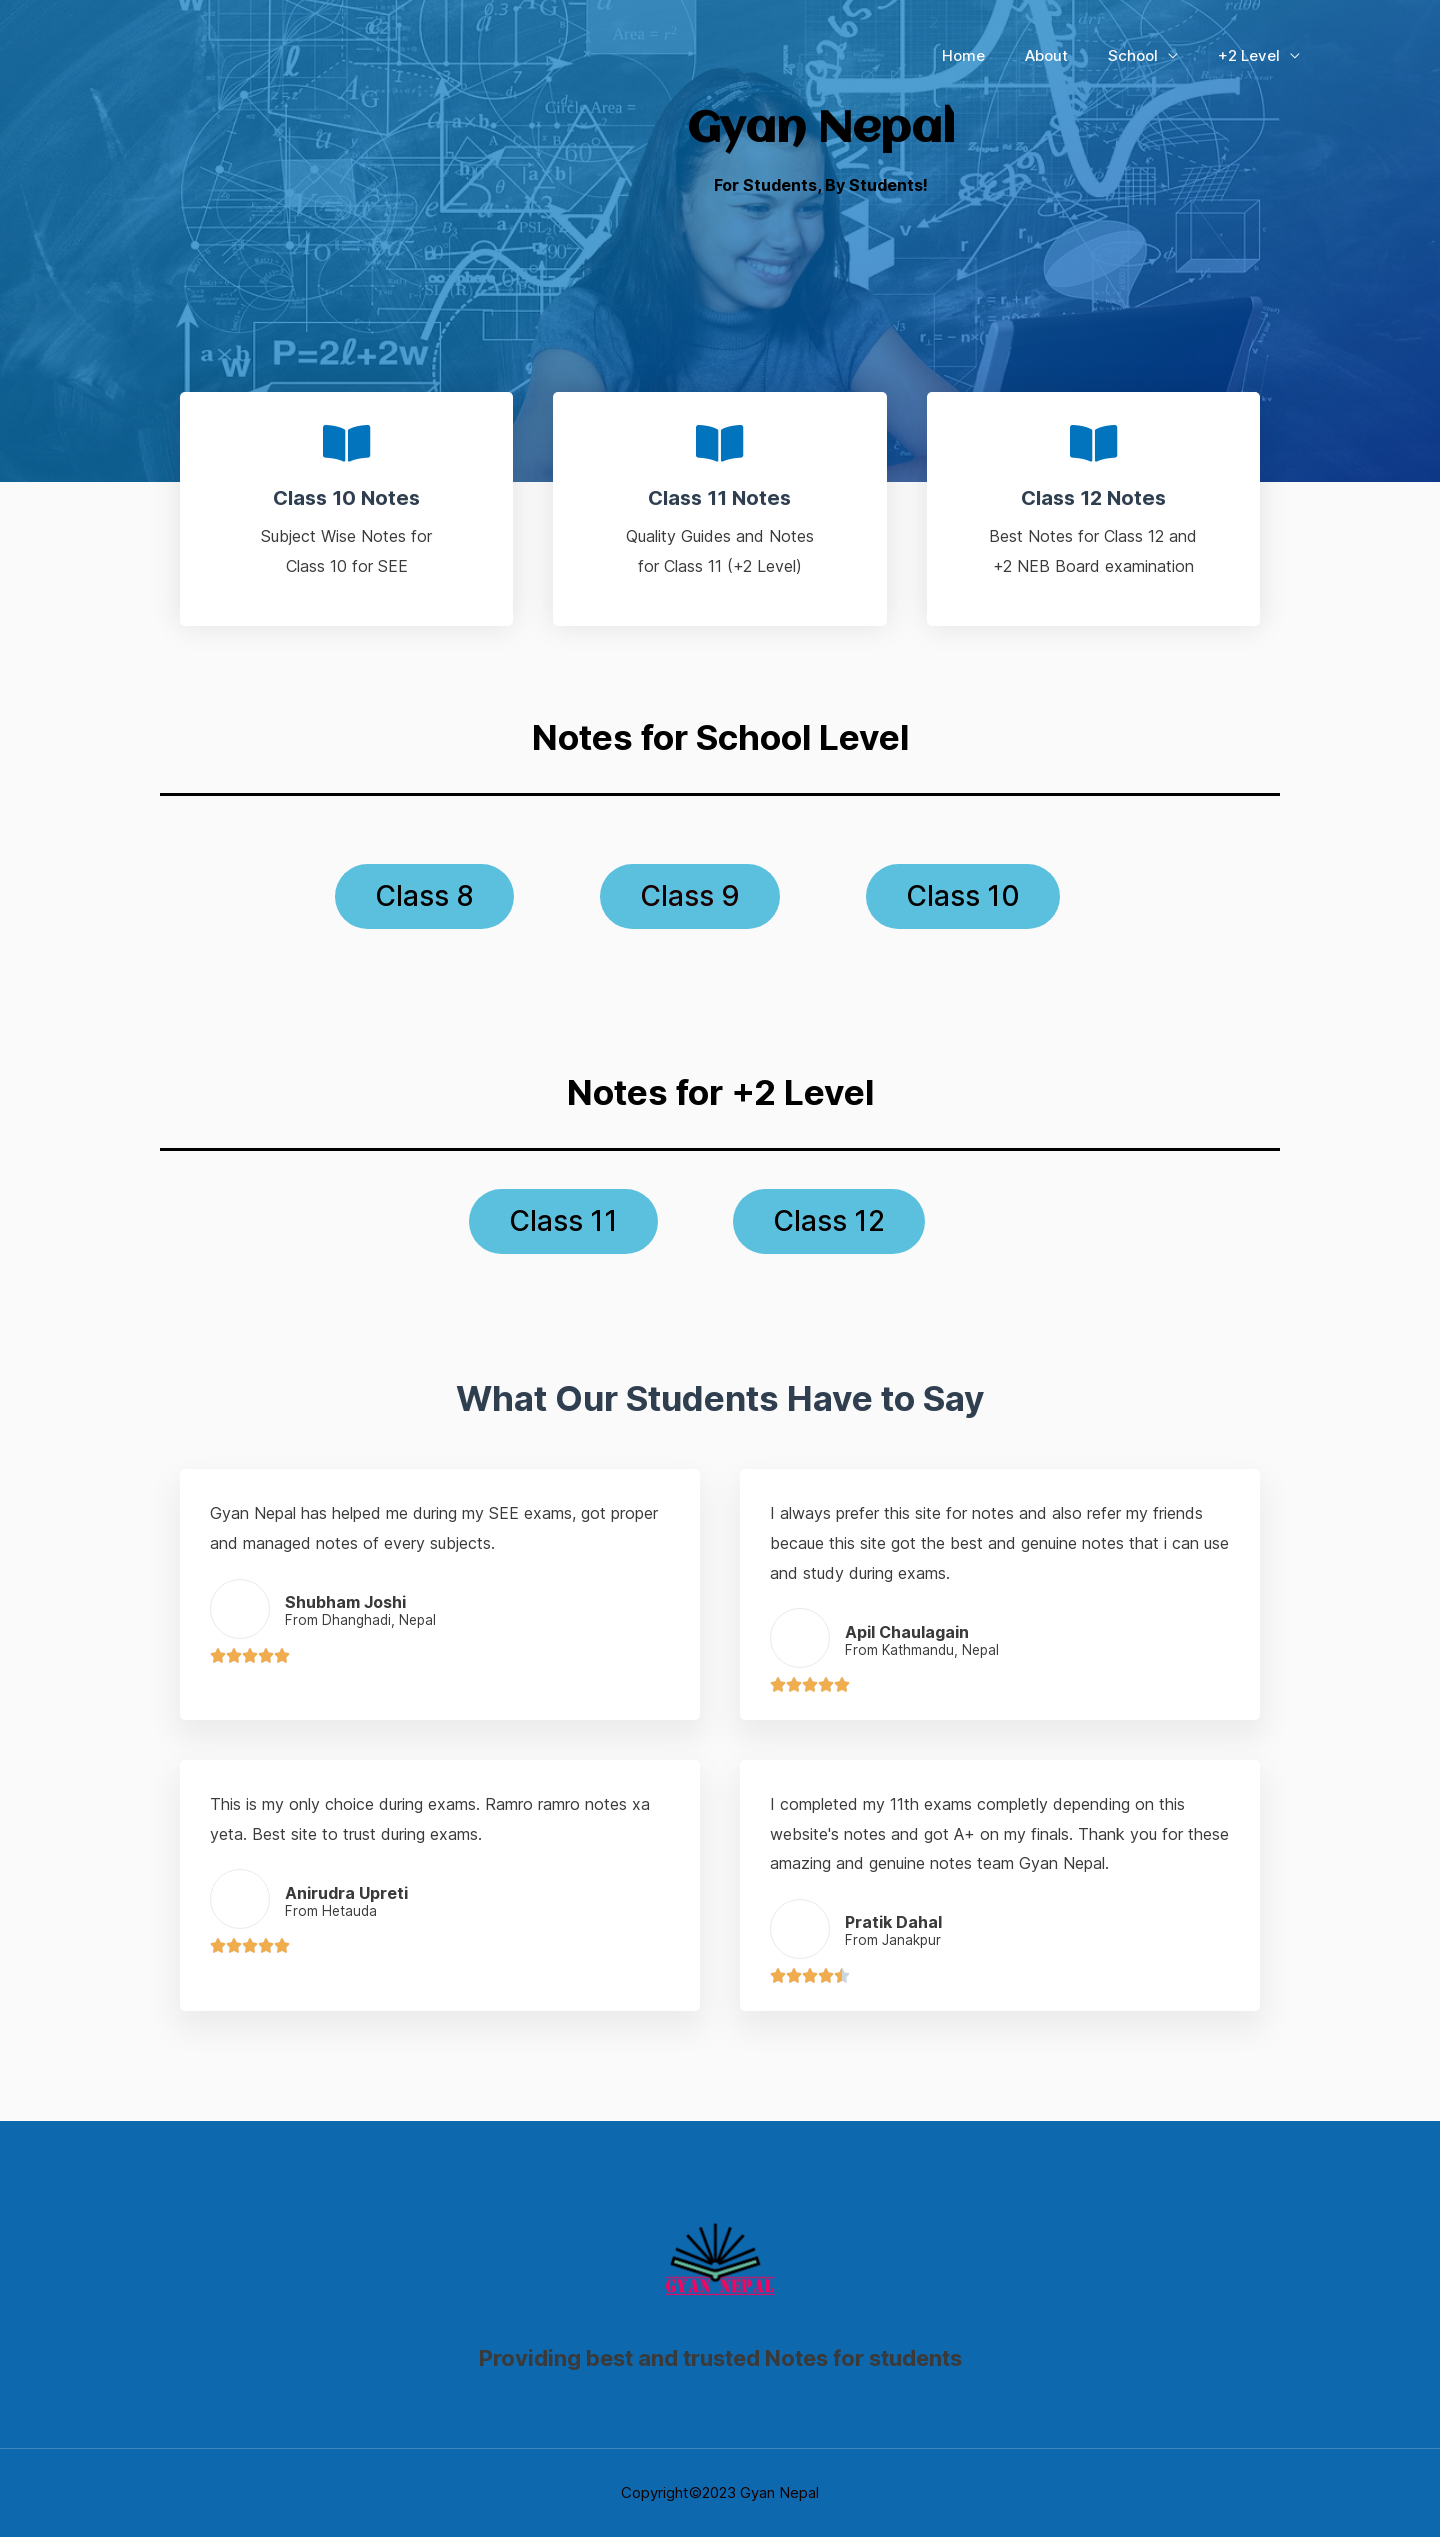 Home About School +2 Level
Gyan Nepal
For Students, By Students!
Area = r²
Circle Area =
P=2ℓ+2w
a×b
W
Class 10 Notes
Subject Wise Notes for
Class 10 for SEE
Class 11 Notes
Quality Guides and Notes
for Class 11 (+2 Level)
Class 12 Notes
Best Notes for Class 12 and
+2 NEB Board examination
Notes for School Level
Class 8
Class 9
Class 10
Notes for +2 Level
Class 11
Class 12
What Our Students Have to Say
Gyan Nepal has helped me during my SEE exams, got proper
and managed notes of every subjects.
Shubham Joshi
From Dhanghadi, Nepal
I always prefer this site for notes and also refer my friends
becaue this site got the best and genuine notes that i can use
and study during exams.
Apil Chaulagain
From Kathmandu, Nepal
This is my only choice during exams. Ramro ramro notes xa
yeta. Best site to trust during exams.
Anirudra Upreti
From Hetauda
I completed my 11th exams completly depending on this
website's notes and got A+ on my finals. Thank you for these
amazing and genuine notes team Gyan Nepal.
Pratik Dahal
From Janakpur
GYAN NEPAL
Providing best and trusted Notes for students
Copyright©2023 Gyan Nepal